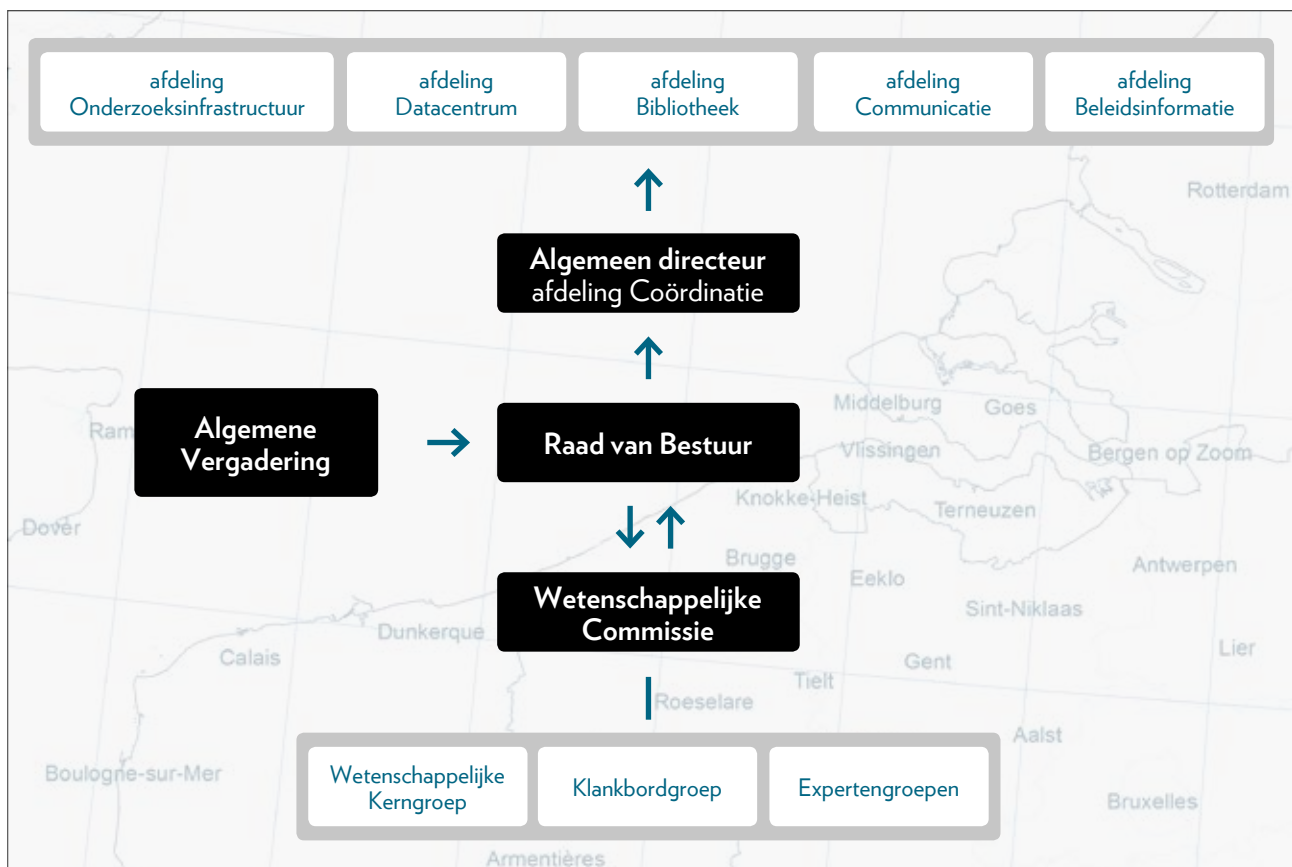 afdeling
Onderzoeksinfrastructuur
afdeling
Datacentrum
afdeling
Bibliotheek
afdeling
Communicatie
afdeling
Beleidsinformatie
Rotterdam
Algemeen directeur
afdeling Coördinatie
Algemene
Vergadering
Raad van Bestuur
Ram
Middelburg
Goes
Vlissingen
Bergen op Zoom
Knokke-Heist
Terneuzen
Dover
Brugge
Eeklo
Antwerpen
Wetenschappelijke
Commissie
Sint-Niklaas
Dunkerque
Calais
Gent
Lier
Tielt
Roeselare
Aalst
Boulogne-sur-Mer
Wetenschappelijke
Kerngroep
Klankbordgroep
Expertengroepen
Bruxelles
Armentières